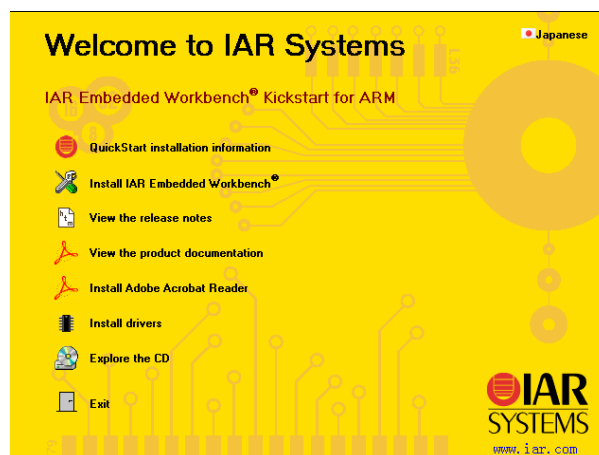 Welcome to IAR Systems
Japanese
IAR Embedded Workbench® Kickstart for ARM
QuickStart installation information
Install IAR Embedded Workbench®
View the release notes
View the product documentation
Install Adobe Acrobat Reader
Install drivers
Explore the CD
Exit
IAR
SYSTEMS
www.iar.com